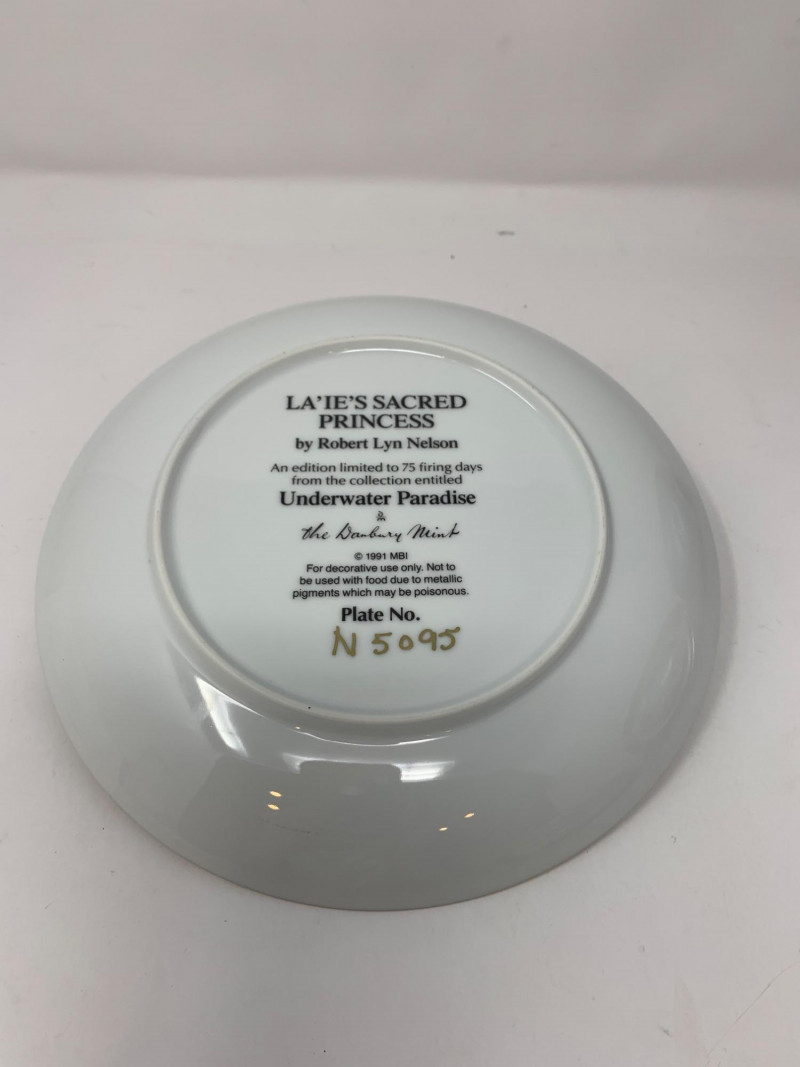 LA'IE'S SACRED
PRINCESS
by Robert Lyn Nelson
An edition limited to 75 firing days
from the collection entitled
Underwater Paradise
the Danbury Mint
© 1991 MBI
For decorative use only. Not to
be used with food due to metallic
pigments which may be poisonous.
Plate No.
N 5095